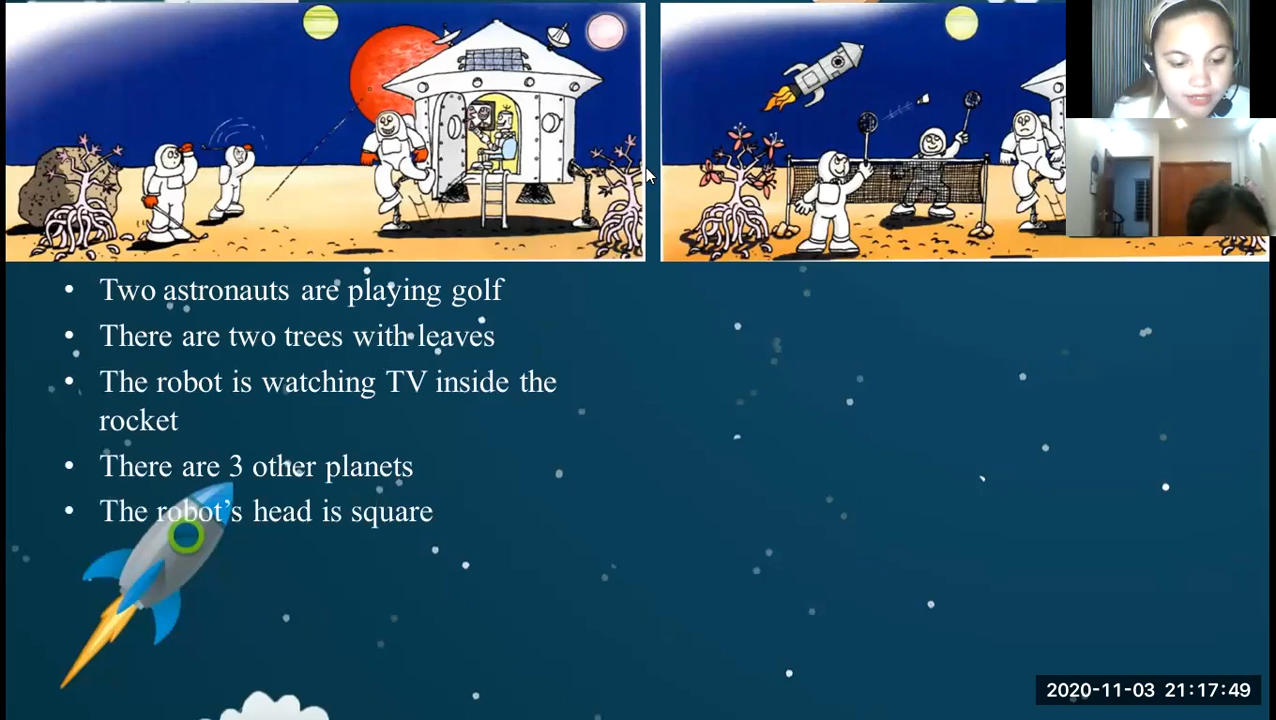 • Two astronauts are playing golf
• There are two trees with leaves
• The robot is watching TV inside the
rocket
• There are 3 other planets
• The robot’s head is square
2020-11-03 21:17:49